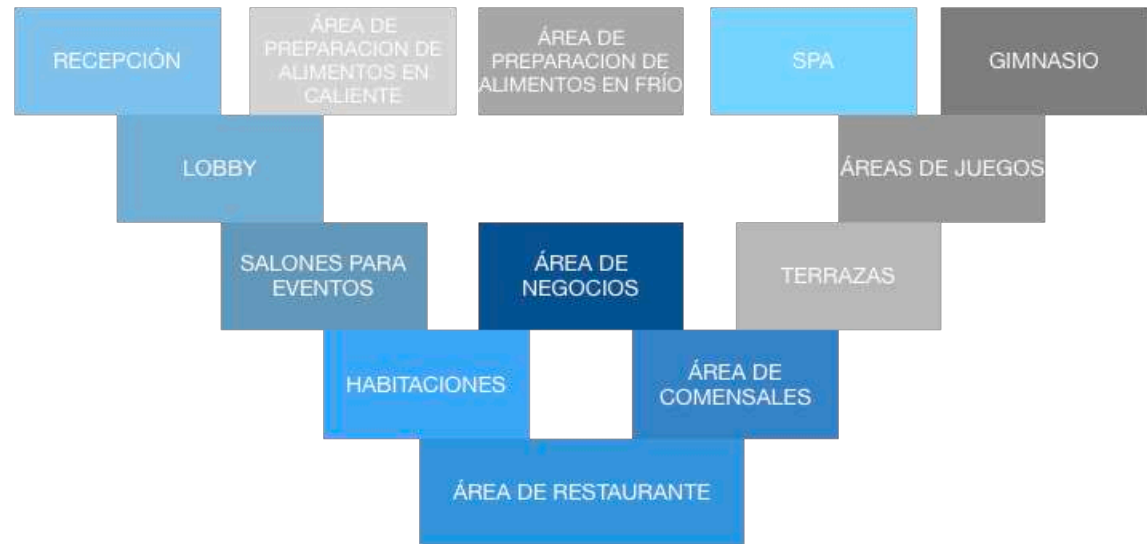 RECEPCIÓN
ÁREA DE
PREPARACION DE
ALIMENTOS EN
CALIENTE
ÁREA DE
PREPARACION DE
ALIMENTOS EN FRÍO
SPA
GIMNASIO
LOBBY
ÁREAS DE JUEGOS
SALONES PARA
EVENTOS
ÁREA DE
NEGOCIOS
TERRAZAS
HABITACIONES
ÁREA DE
COMENSALES
ÁREA DE RESTAURANTE